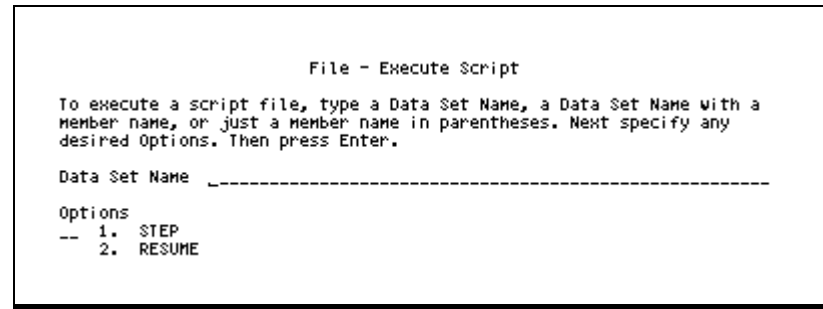 File - Execute Script
To execute a script file, type a Data Set Name, a Data Set Name with a
member name, or just a member name in parentheses. Next specify any
desired Options. Then press Enter.
Data Set Name _______________________________________________________
Options
__ 1. STEP
2. RESUME